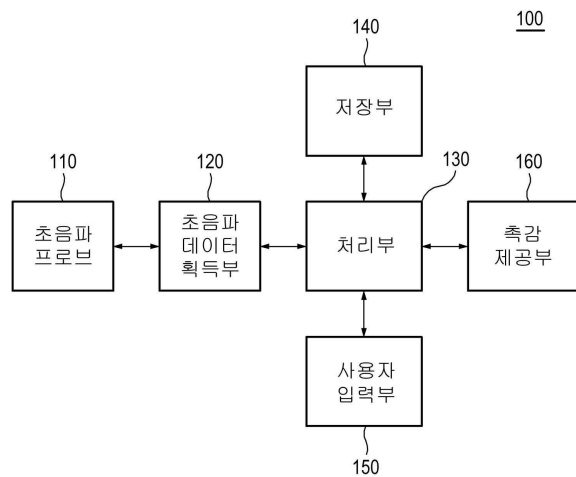 100
140
저장부
110
120
130
160
초음파
프로브
초음파
데이터
획득부
처리부
촉감
제공부
사용자
입력부
150